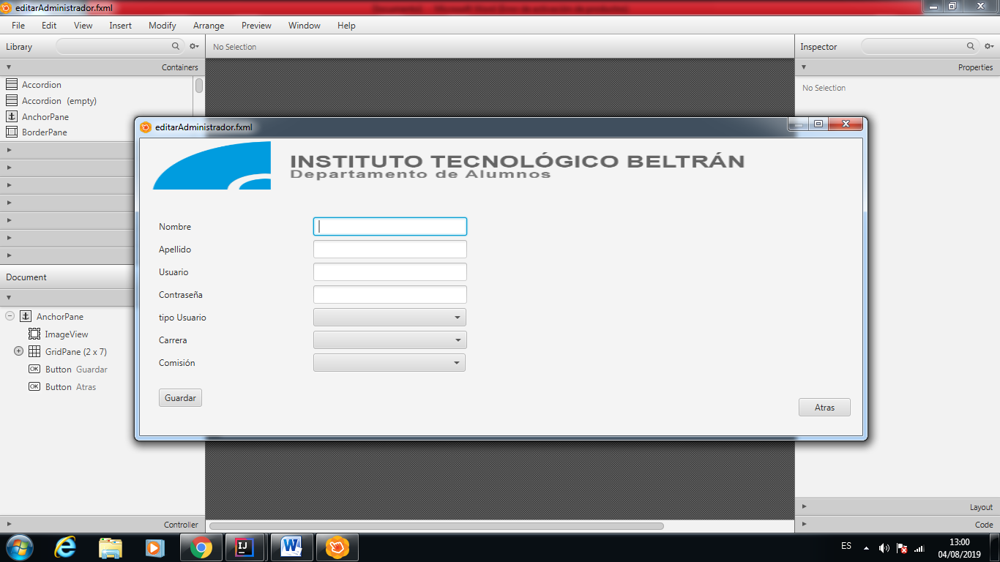 editarAdministrador.fxml
File Edit View Insert Modify Arrange Preview Window Help
Library
No Selection
Inspector
Containers
Properties
Accordion
Accordion (empty)
AnchorPane
BorderPane
No Selection
editarAdministrador.fxml
INSTITUTO TECNOLÓGICO BELTRÁN
Departamento de Alumnos
Nombre
Apellido
Usuario
Contraseña
tipo Usuario
Carrera
Comisión
Guardar
Atras
Document
AnchorPane
ImageView
GridPane (2 x 7)
OK Button Guardar
OK Button Atras
Controller
Layout
Code
IJ
W
ES
13:00
04/08/2019